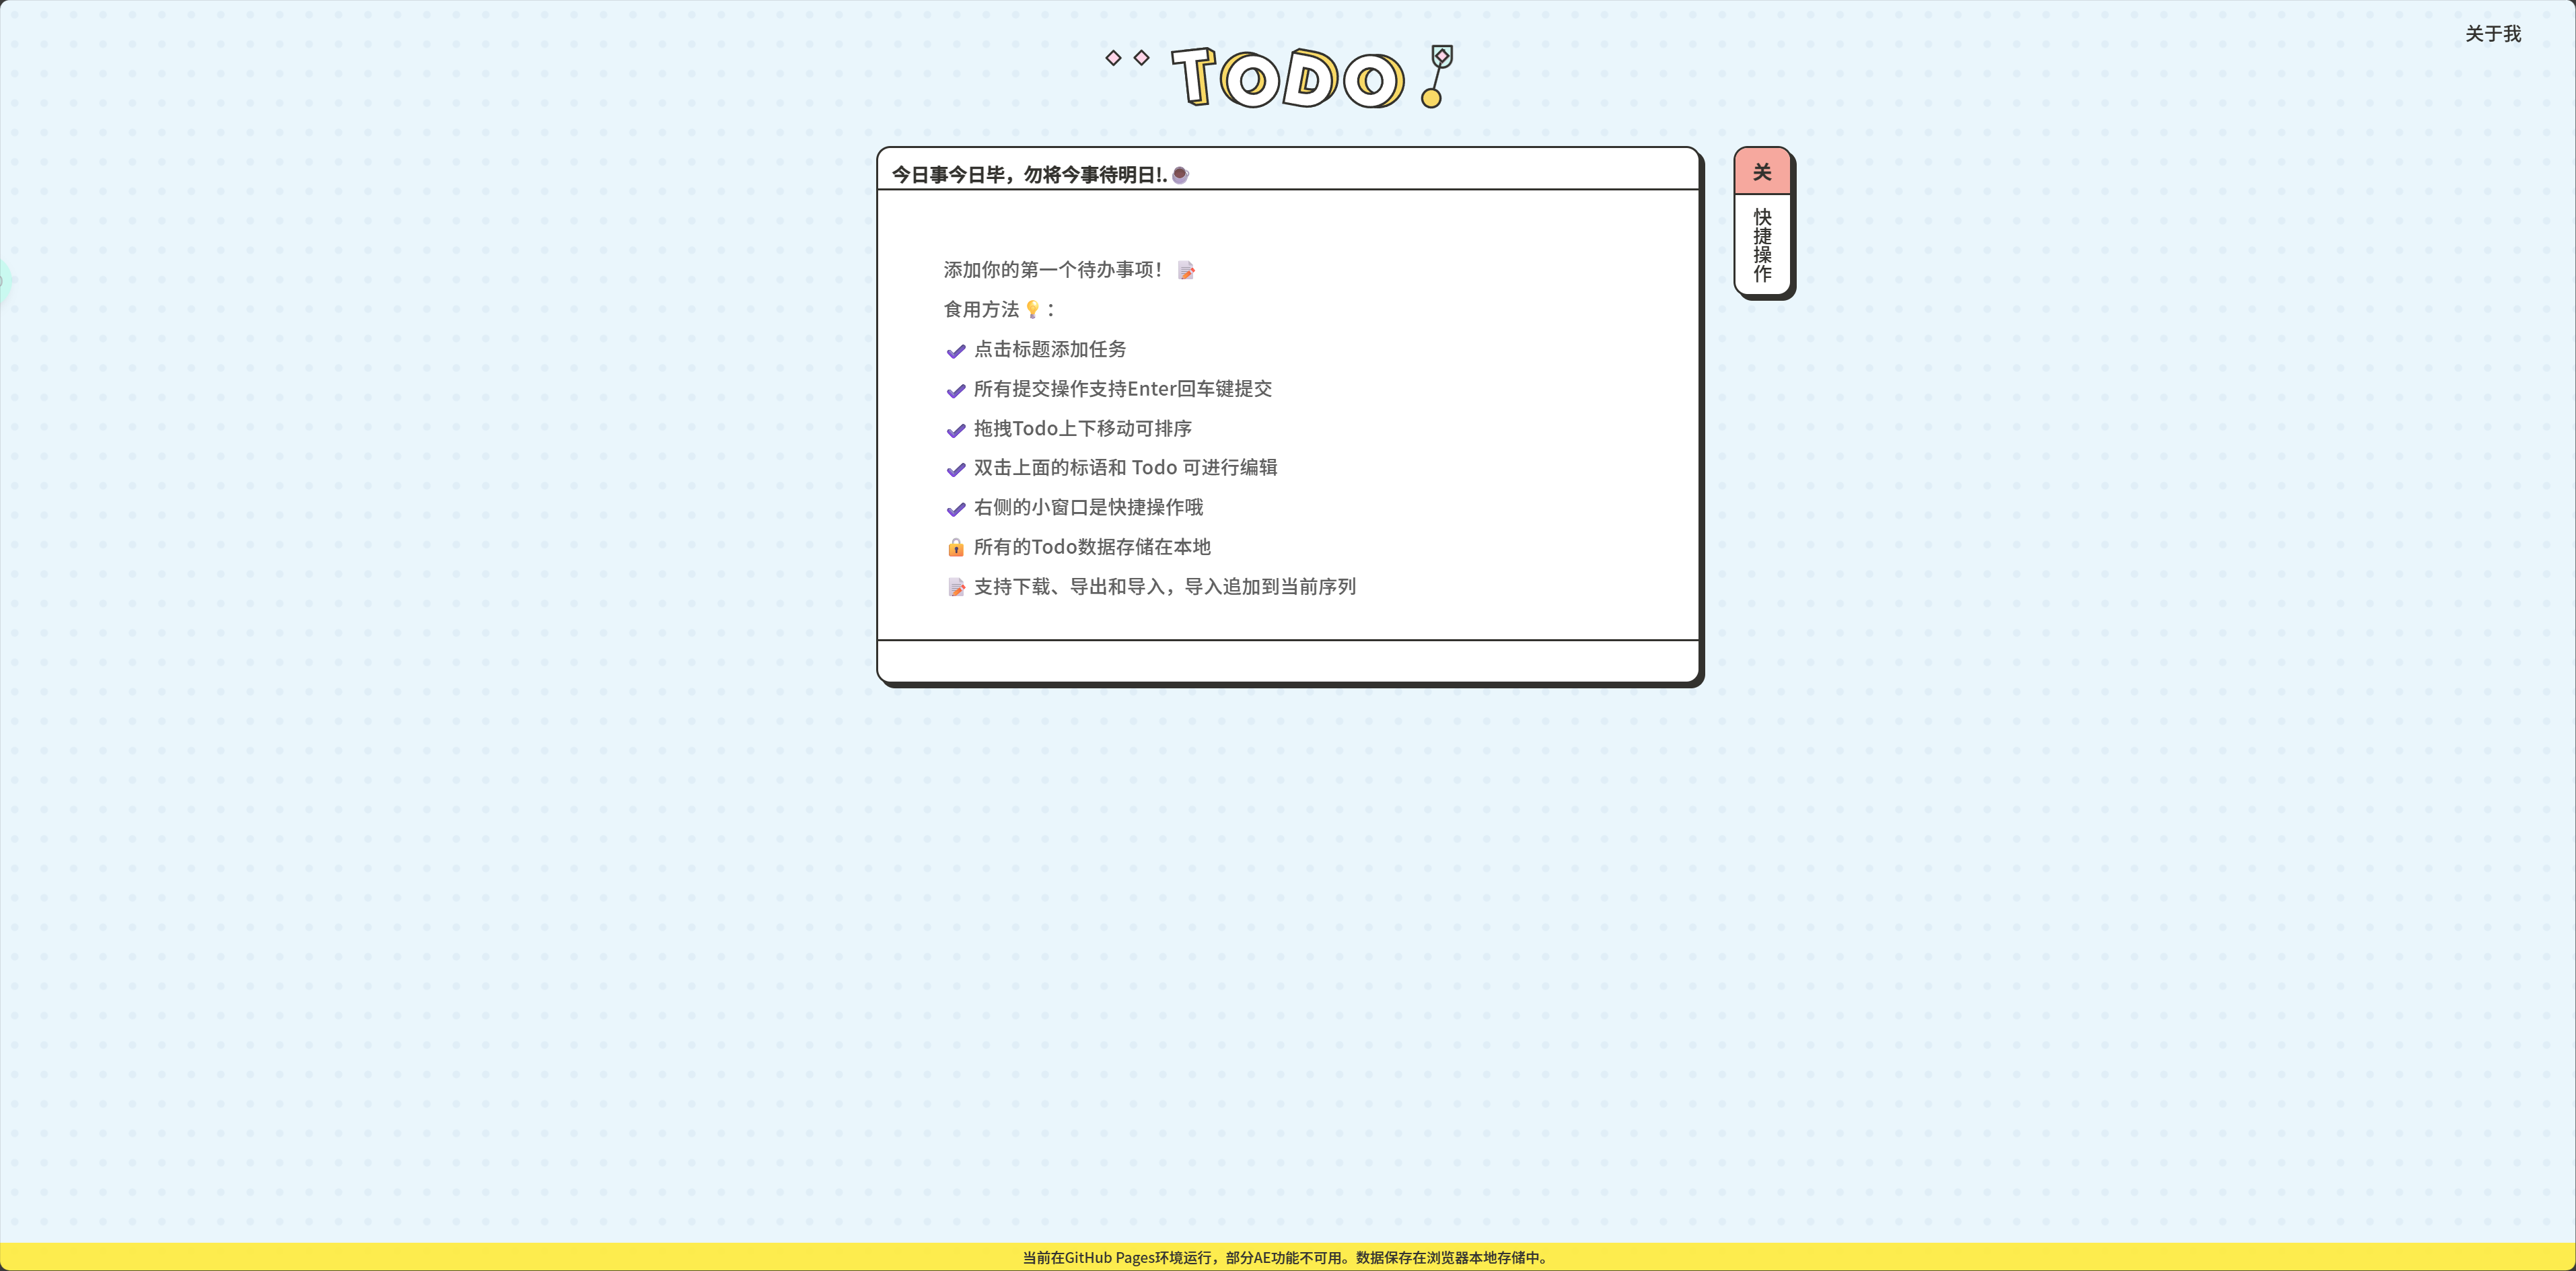 关于我
TODO
今日事今日毕，勿将今事待明日!.
关
快捷操作
添加你的第一个待办事项！
食用方法：
点击标题添加任务
所有提交操作支持Enter回车键提交
拖拽Todo上下移动可排序
双击上面的标语和 Todo 可进行编辑
右侧的小窗口是快捷操作哦
所有的Todo数据存储在本地
支持下载、导出和导入，导入追加到当前序列
当前在GitHub Pages环境运行，部分AE功能不可用。数据保存在浏览器本地存储中。